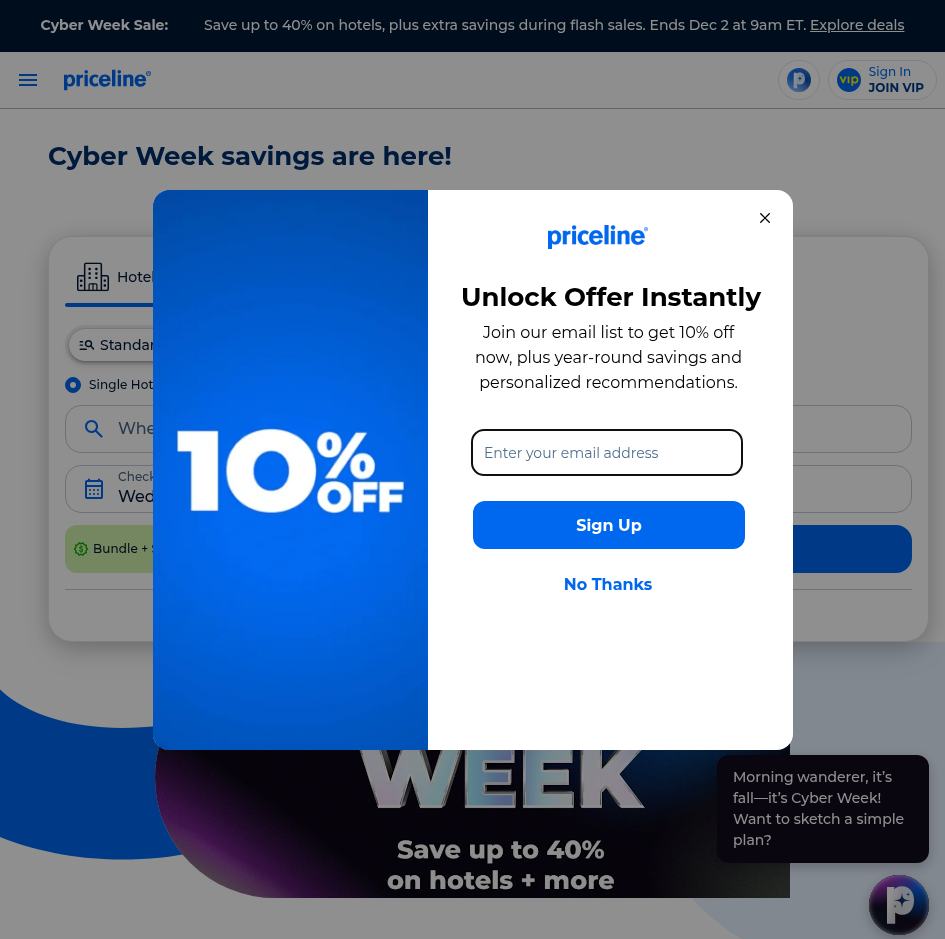 Cyber Week Sale: Save up to 40% on hotels, plus extra savings during flash sales. Ends Dec 2 at 9am ET. Explore deals
priceline
Sign In
VIP JOIN VIP
Cyber Week savings are here!
Standar
Single Hot
Check
Wed
Bundle +
10% OFF
priceline
Unlock Offer Instantly
Join our email list to get 10% off
now, plus year-round savings and
personalized recommendations.
Enter your email address
Sign Up
No Thanks
WEEK
Save up to 40%
on hotels + more
Morning wanderer, it's
fall—it's Cyber Week!
Want to sketch a simple
plan?